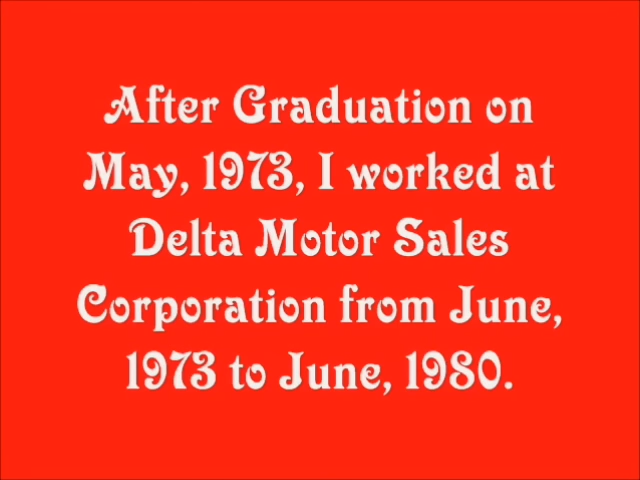 After Graduation on
May, 1973, I worked at
Delta Motor Sales
Corporation from June,
1973 to June, 1980.